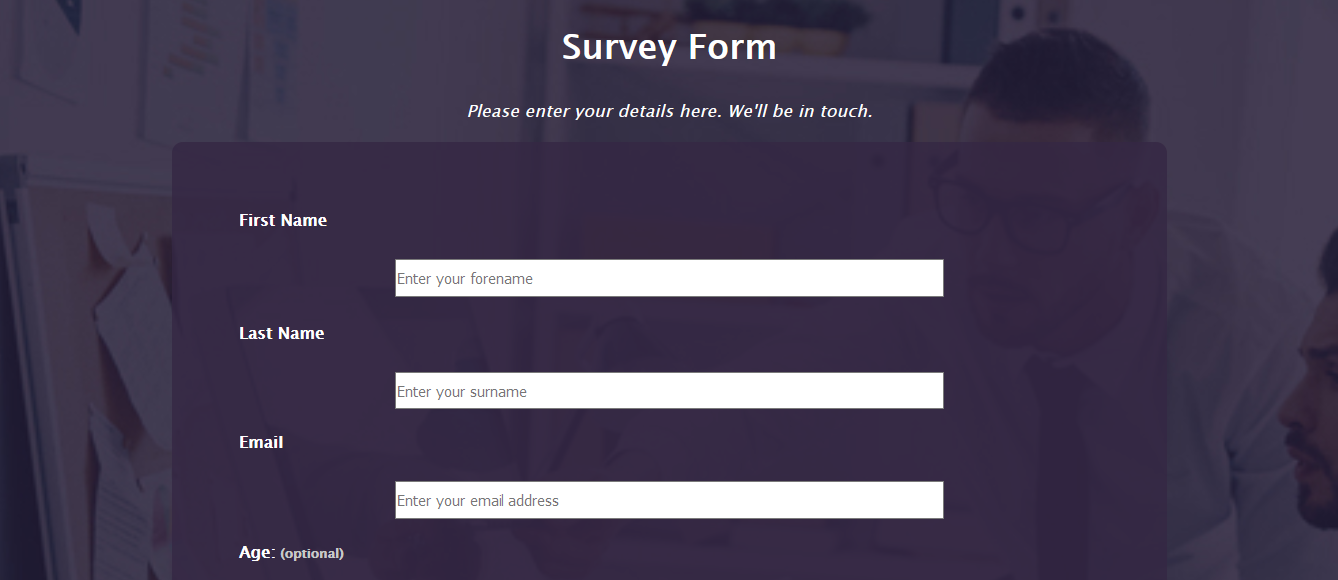 Survey Form
Please enter your details here. We'll be in touch.
First Name
Enter your forename
Last Name
Enter your surname
Email
Enter your email address
Age: (optional)